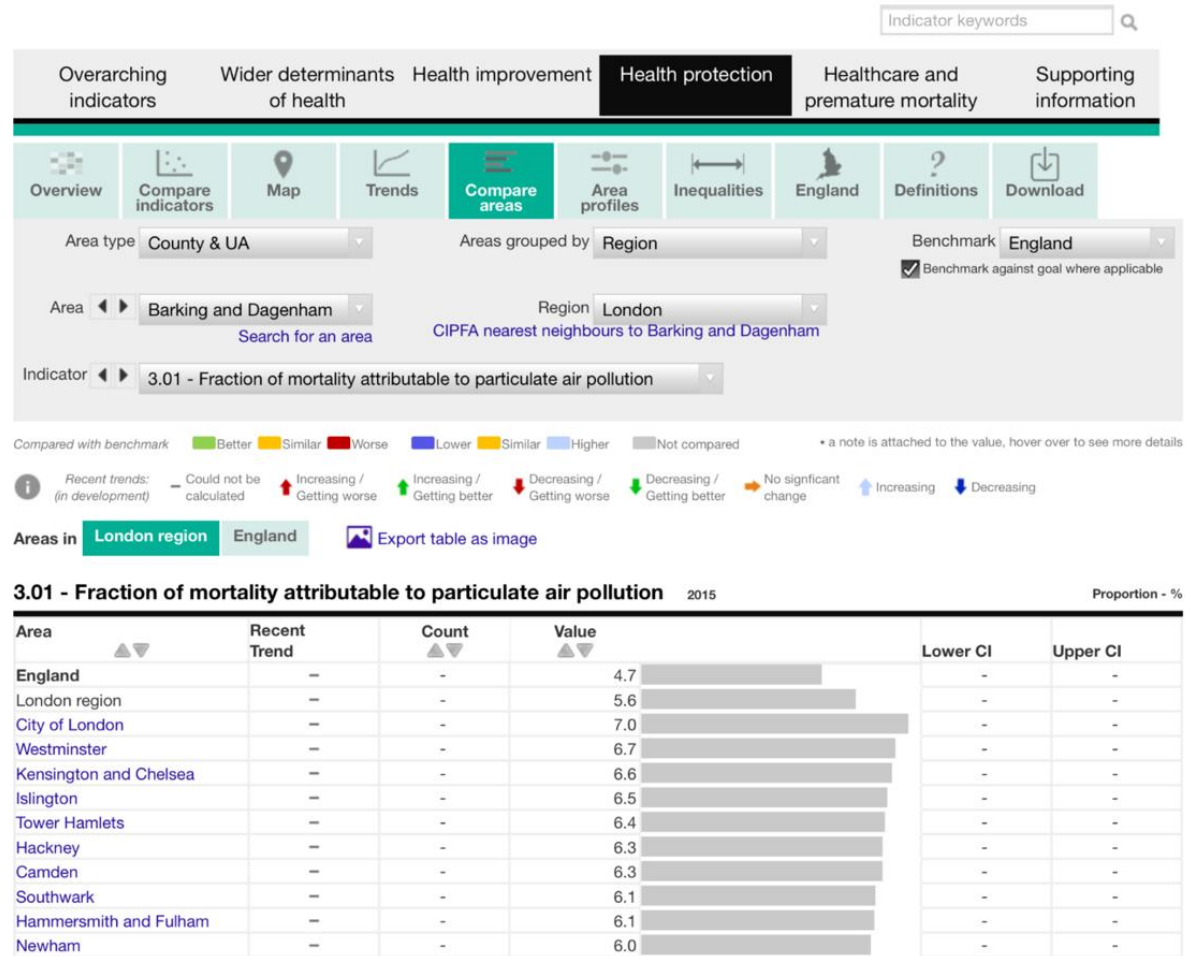 Indicator keywords
Overarching indicators
Wider determinants of health
Health improvement
Health protection
Healthcare and premature mortality
Supporting information
Overview
Compare indicators
Map
Trends
Compare areas
Area profiles
Inequalities
England
Definitions
Download
Area type County & UA
Areas grouped by Region
Benchmark England
Benchmark against goal where applicable
Area Barking and Dagenham
Region London
Search for an area
CIPFA nearest neighbours to Barking and Dagenham
Indicator 3.01 - Fraction of mortality attributable to particulate air pollution
Compared with benchmark Better Similar Worse Lower Similar Higher Not compared
* a note is attached to the value, hover over to see more details
Recent trends: (in development)
– Could not be calculated
Increasing / Getting worse
Increasing / Getting better
Decreasing / Getting worse
Decreasing / Getting better
No signficant change
Increasing
Decreasing
Areas in London region England Export table as image
3.01 - Fraction of mortality attributable to particulate air pollution 2015 Proportion - %
Area Recent Trend Count Value Lower CI Upper CI
England – - 4.7 - -
London region – - 5.6 - -
City of London – - 7.0 - -
Westminster – - 6.7 - -
Kensington and Chelsea – - 6.6 - -
Islington – - 6.5 - -
Tower Hamlets – - 6.4 - -
Hackney – - 6.3 - -
Camden – - 6.3 - -
Southwark – - 6.1 - -
Hammersmith and Fulham – - 6.1 - -
Newham – - 6.0 - -